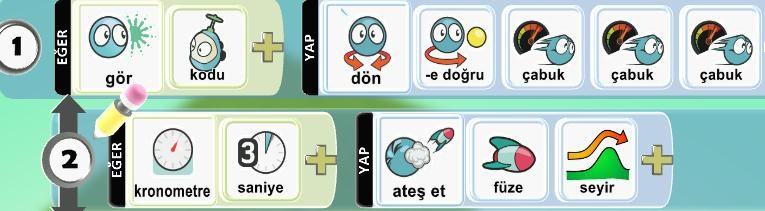 1 EĞER gör kodu YAP dön -e doğru çabuk çabuk çabuk
2 EĞER kronometre 3 saniye YAP ateş et füze seyir